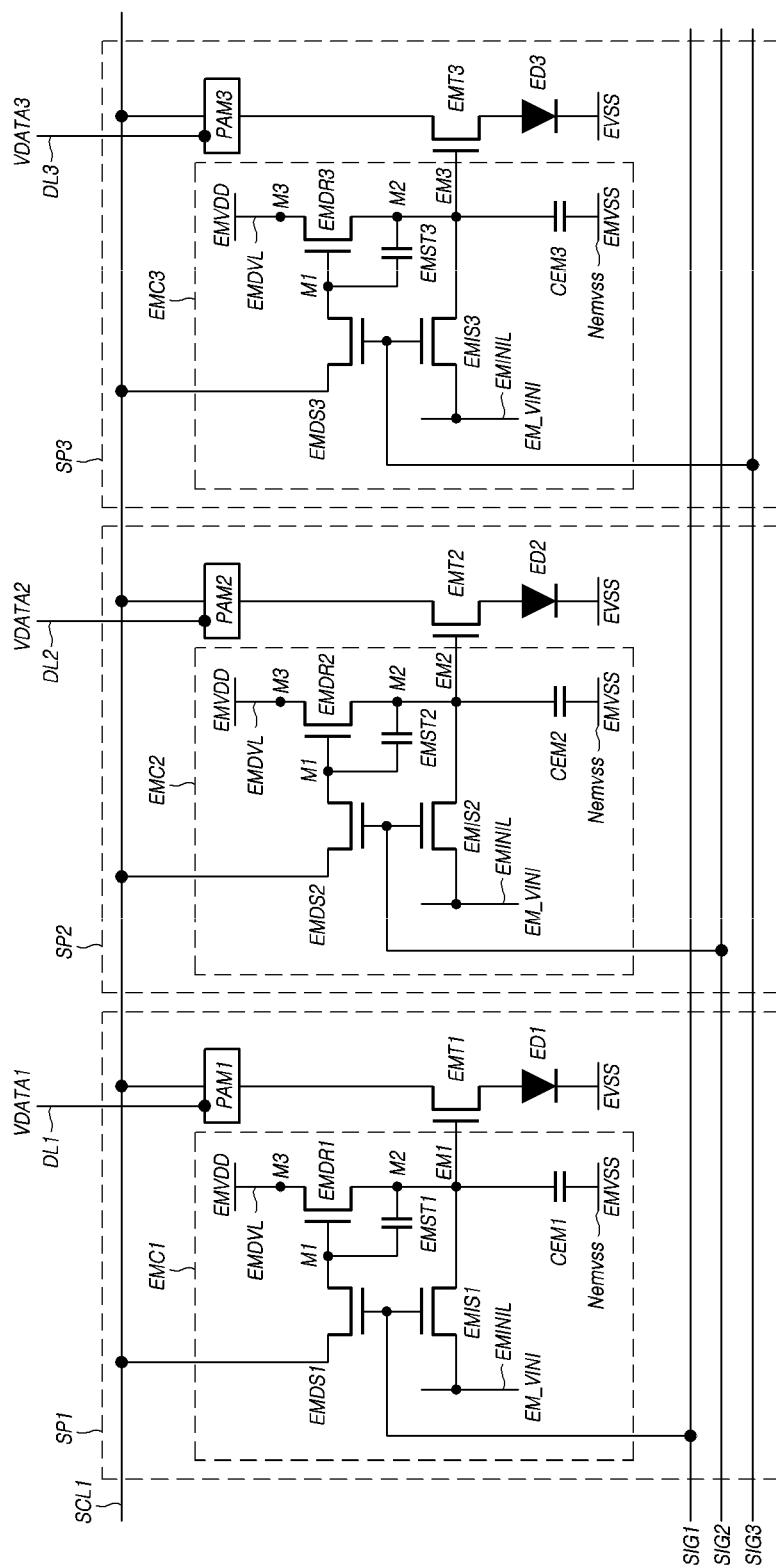 VDATA1
DL1
VDATA2
DL2
VDATA3
DL3
SCL1
SP1
EMC1
EMVDD
M3
EMDVL
PAM1
EMDR1
M1
M2
EMST1
EMDS1
EMIS1
EM1
EMT1
EMINIL
EM_VINI
CEM1
ED1
Nemvss
EMVSS
EVSS
SP2
EMC2
EMVDD
M3
EMDVL
PAM2
EMDR2
M1
M2
EMST2
EMDS2
EMIS2
EM2
EMT2
EMINIL
EM_VINI
CEM2
ED2
Nemvss
EMVSS
EVSS
SP3
EMC3
EMVDD
M3
EMDVL
PAM3
EMDR3
M1
M2
EMST3
EMDS3
EMIS3
EM3
EMT3
EMINIL
EM_VINI
CEM3
ED3
Nemvss
EMVSS
EVSS
SIG1
SIG2
SIG3